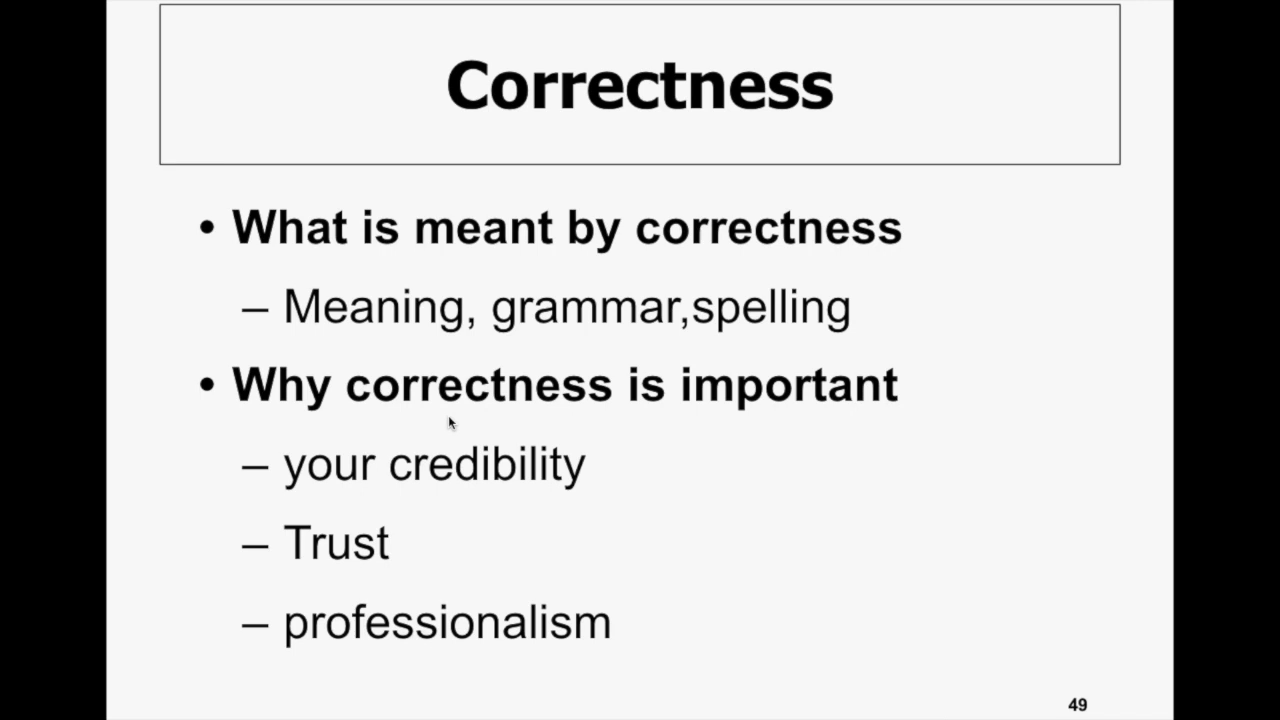 Correctness
• What is meant by correctness
– Meaning, grammar,spelling
• Why correctness is important
– your credibility
– Trust
– professionalism
49